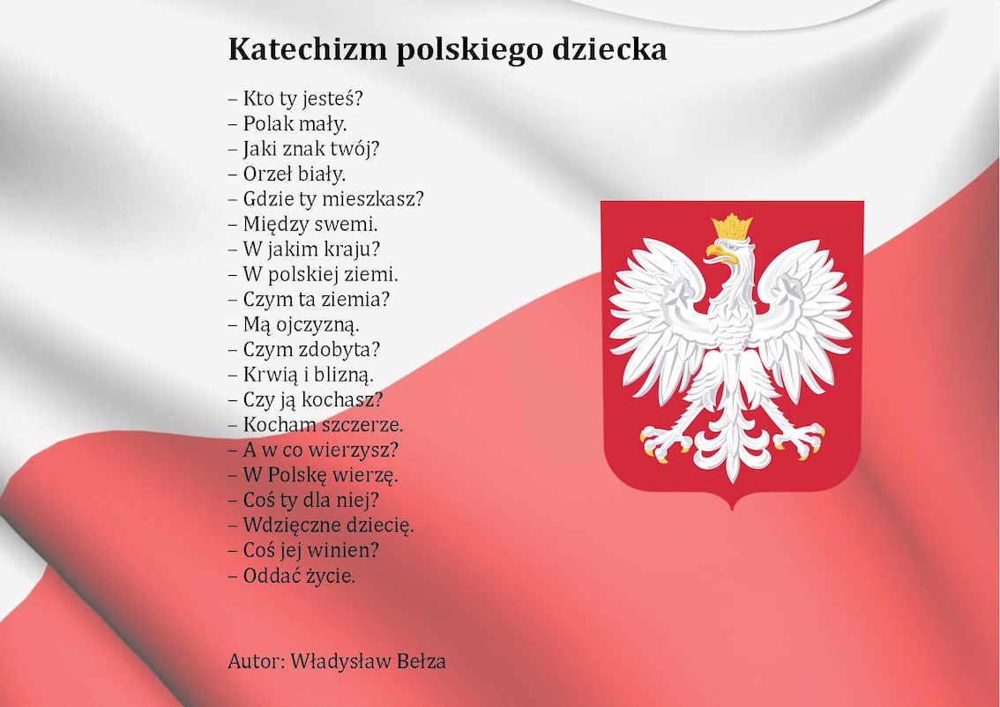 Katechizm polskiego dziecka
– Kto ty jesteś?
– Polak mały.
– Jaki znak twój?
– Orzeł biały.
– Gdzie ty mieszkasz?
– Między swemi.
– W jakim kraju?
– W polskiej ziemi.
– Czym ta ziemia?
– Mą ojczyzną.
– Czym zdobyta?
– Krwią i blizną.
– Czy ją kochasz?
– Kocham szczerze.
– A w co wierzysz?
– W Polskę wierzę.
– Coś ty dla niej?
– Wdzięczne dziecię.
– Coś jej winien?
– Oddać życie.
Autor: Władysław Bełza